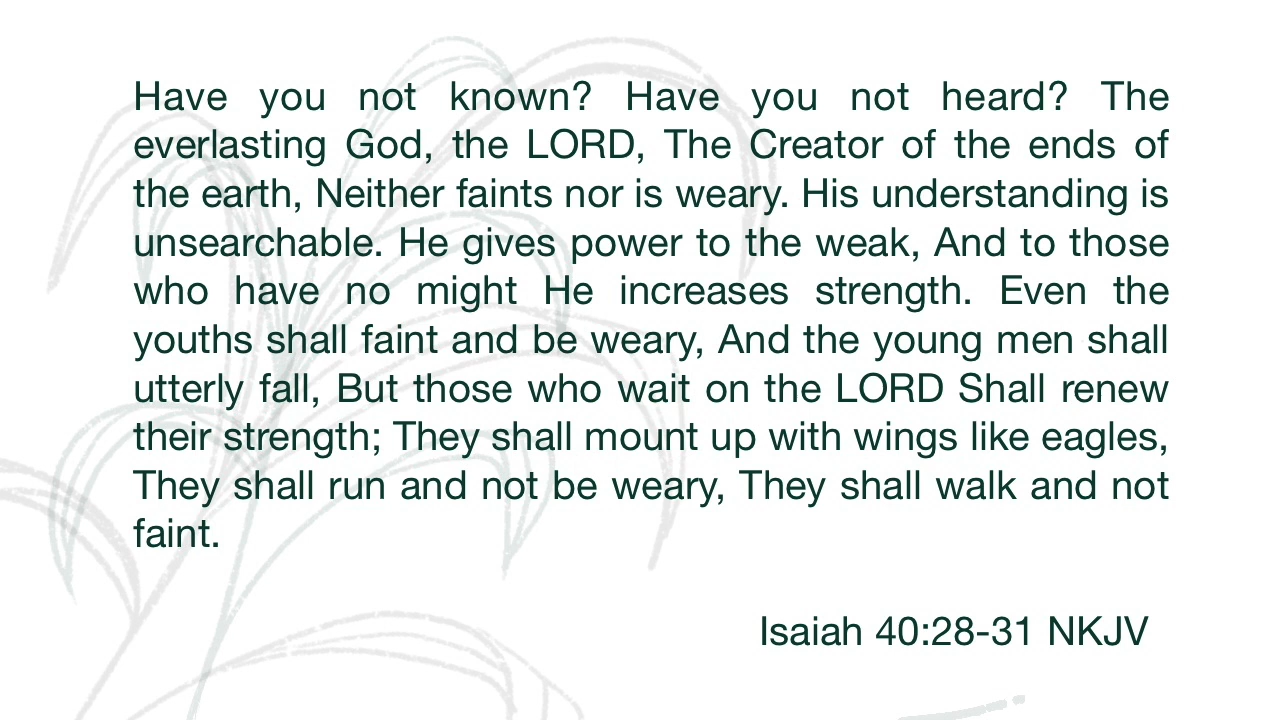 Have you not known? Have you not heard? The
everlasting God, the LORD, The Creator of the ends of
the earth, Neither faints nor is weary. His understanding is
unsearchable. He gives power to the weak, And to those
who have no might He increases strength. Even the
youths shall faint and be weary, And the young men shall
utterly fall, But those who wait on the LORD Shall renew
their strength; They shall mount up with wings like eagles,
They shall run and not be weary, They shall walk and not
faint.
Isaiah 40:28-31 NKJV